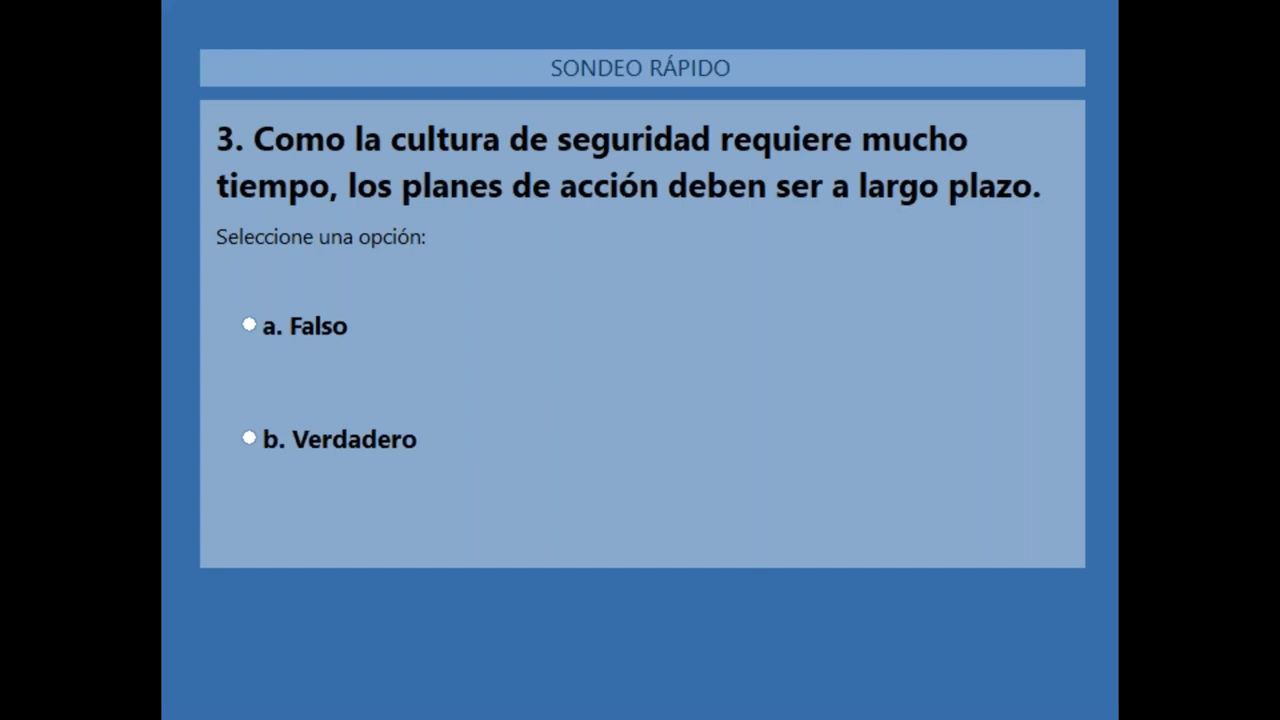 SONDEO RÁPIDO
3. Como la cultura de seguridad requiere mucho
tiempo, los planes de acción deben ser a largo plazo.
Seleccione una opción:
a. Falso
b. Verdadero